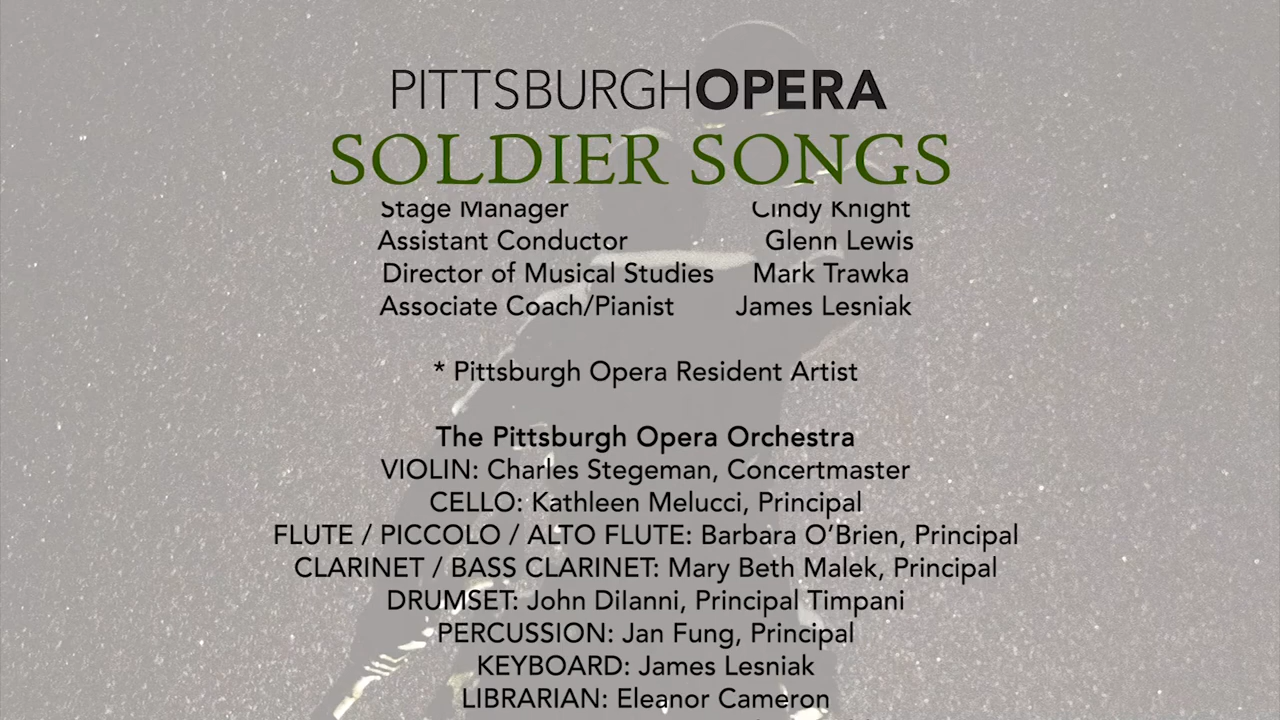 PITTSBURGHOPERA
SOLDIER SONGS
Stage Manager Cindy Knight
Assistant Conductor Glenn Lewis
Director of Musical Studies Mark Trawka
Associate Coach/Pianist James Lesniak
* Pittsburgh Opera Resident Artist
The Pittsburgh Opera Orchestra
VIOLIN: Charles Stegeman, Concertmaster
CELLO: Kathleen Melucci, Principal
FLUTE / PICCOLO / ALTO FLUTE: Barbara O’Brien, Principal
CLARINET / BASS CLARINET: Mary Beth Malek, Principal
DRUMSET: John DiIanni, Principal Timpani
PERCUSSION: Jan Fung, Principal
KEYBOARD: James Lesniak
LIBRARIAN: Eleanor Cameron